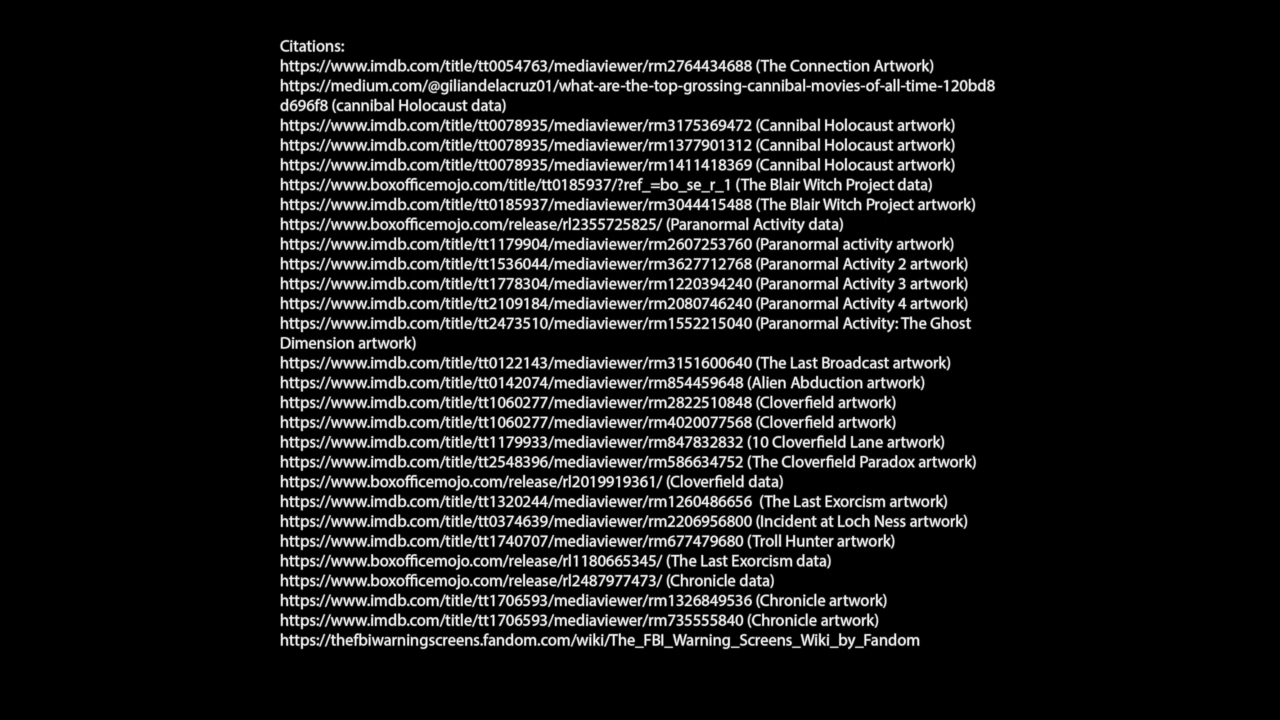 Citations:
https://www.imdb.com/title/tt0054763/mediaviewer/rm2764434688 (The Connection Artwork)
https://medium.com/@giliandelacruz01/what-are-the-top-grossing-cannibal-movies-of-all-time-120bd8
d696f8 (cannibal Holocaust data)
https://www.imdb.com/title/tt0078935/mediaviewer/rm3175369472 (Cannibal Holocaust artwork)
https://www.imdb.com/title/tt0078935/mediaviewer/rm1377901312 (Cannibal Holocaust artwork)
https://www.imdb.com/title/tt0078935/mediaviewer/rm1411418369 (Cannibal Holocaust artwork)
https://www.boxofficemojo.com/title/tt0185937/?ref_=bo_se_r_1 (The Blair Witch Project data)
https://www.imdb.com/title/tt0185937/mediaviewer/rm3044415488 (The Blair Witch Project artwork)
https://www.boxofficemojo.com/release/rl2355725825/ (Paranormal Activity data)
https://www.imdb.com/title/tt1179904/mediaviewer/rm2607253760 (Paranormal activity artwork)
https://www.imdb.com/title/tt1536044/mediaviewer/rm3627712768 (Paranormal Activity 2 artwork)
https://www.imdb.com/title/tt1778304/mediaviewer/rm1220394240 (Paranormal Activity 3 artwork)
https://www.imdb.com/title/tt2109184/mediaviewer/rm2080746240 (Paranormal Activity 4 artwork)
https://www.imdb.com/title/tt2473510/mediaviewer/rm1552215040 (Paranormal Activity: The Ghost
Dimension artwork)
https://www.imdb.com/title/tt0122143/mediaviewer/rm3151600640 (The Last Broadcast artwork)
https://www.imdb.com/title/tt0142074/mediaviewer/rm854459648 (Alien Abduction artwork)
https://www.imdb.com/title/tt1060277/mediaviewer/rm2822510848 (Cloverfield artwork)
https://www.imdb.com/title/tt1060277/mediaviewer/rm4020077568 (Cloverfield artwork)
https://www.imdb.com/title/tt1179933/mediaviewer/rm847832832 (10 Cloverfield Lane artwork)
https://www.imdb.com/title/tt2548396/mediaviewer/rm586634752 (The Cloverfield Paradox artwork)
https://www.boxofficemojo.com/release/rl2019919361/ (Cloverfield data)
https://www.imdb.com/title/tt1320244/mediaviewer/rm1260486656  (The Last Exorcism artwork)
https://www.imdb.com/title/tt0374639/mediaviewer/rm2206956800 (Incident at Loch Ness artwork)
https://www.imdb.com/title/tt1740707/mediaviewer/rm677479680 (Troll Hunter artwork)
https://www.boxofficemojo.com/release/rl1180665345/ (The Last Exorcism data)
https://www.boxofficemojo.com/release/rl2487977473/ (Chronicle data)
https://www.imdb.com/title/tt1706593/mediaviewer/rm1326849536 (Chronicle artwork)
https://www.imdb.com/title/tt1706593/mediaviewer/rm735555840 (Chronicle artwork)
https://thefbiwarningscreens.fandom.com/wiki/The_FBI_Warning_Screens_Wiki_by_Fandom